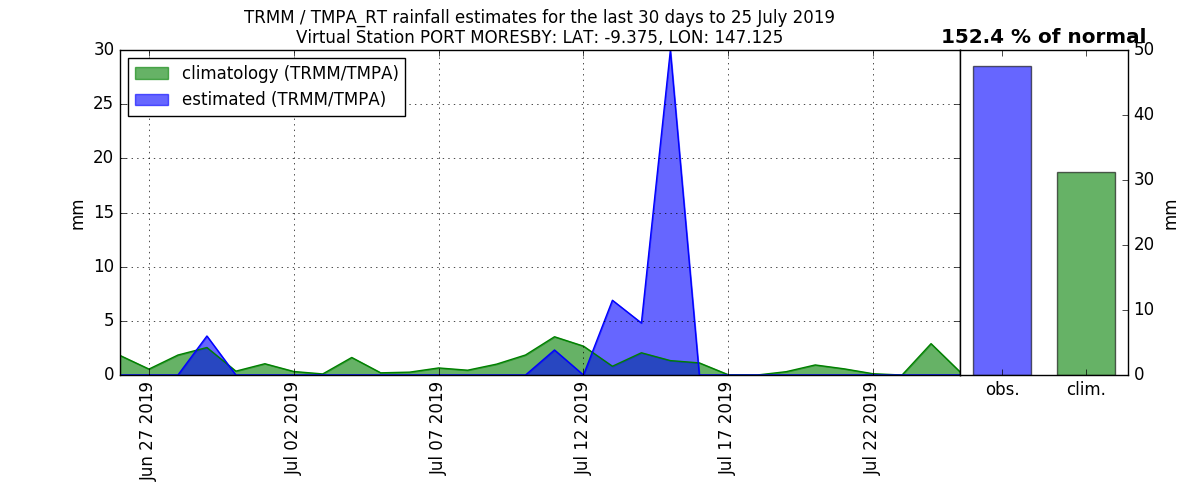 TRMM / TMPA_RT rainfall estimates for the last 30 days to 25 July 2019
Virtual Station PORT MORESBY: LAT: -9.375, LON: 147.125
152.4 % of normal
climatology (TRMM/TMPA)
estimated (TRMM/TMPA)
30
25
20
15
10
5
0
mm
Jun 27 2019
Jul 02 2019
Jul 07 2019
Jul 12 2019
Jul 17 2019
Jul 22 2019
50
40
30
20
10
0
mm
obs.
clim.